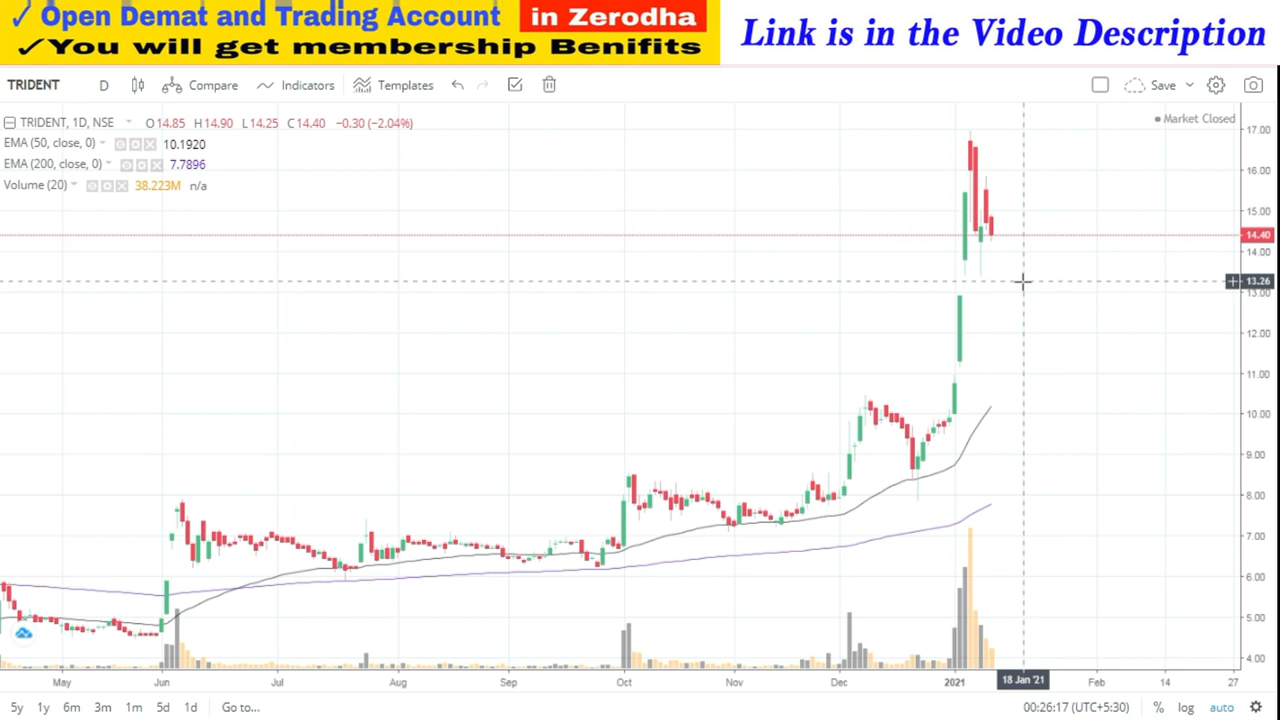 ✓ Open Demat and Trading Account in Zerodha
✓You will get membership Benifits
Link is in the Video Description
TRIDENT D Compare Indicators Templates Save
TRIDENT, 1D, NSE O14.85 H14.90 L14.25 C14.40 −0.30 (−2.04%)
Market Closed
EMA (50, close, 0) 10.1920
EMA (200, close, 0) 7.7896
Volume (20) 38.223M n/a
17.00
16.00
15.00
14.40
14.00
13.26
13.00
12.00
11.00
10.00
9.00
8.00
7.00
6.00
5.00
4.00
May Jun Jul Aug Sep Oct Nov Dec 2021 18 Jan '21 Feb 14 27
5y 1y 6m 3m 1m 5d 1d Go to... 00:26:17 (UTC+5:30) % log auto